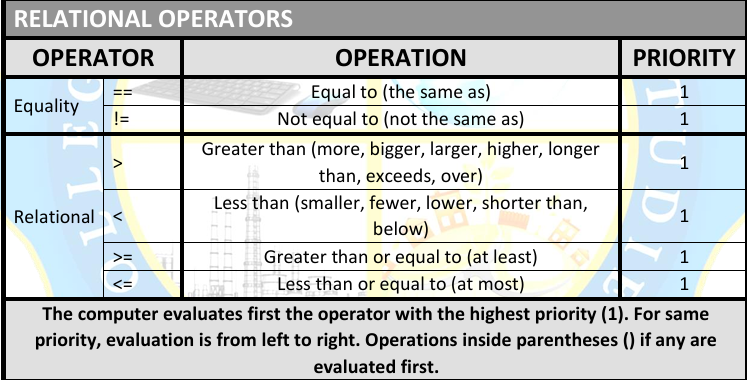 RELATIONAL OPERATORS
OPERATOR OPERATION PRIORITY
Equality == Equal to (the same as) 1
!= Not equal to (not the same as) 1
Relational > Greater than (more, bigger, larger, higher, longer
than, exceeds, over) 1
< Less than (smaller, fewer, lower, shorter than,
below) 1
>= Greater than or equal to (at least) 1
<= Less than or equal to (at most) 1
The computer evaluates first the operator with the highest priority (1). For same
priority, evaluation is from left to right. Operations inside parentheses () if any are
evaluated first.